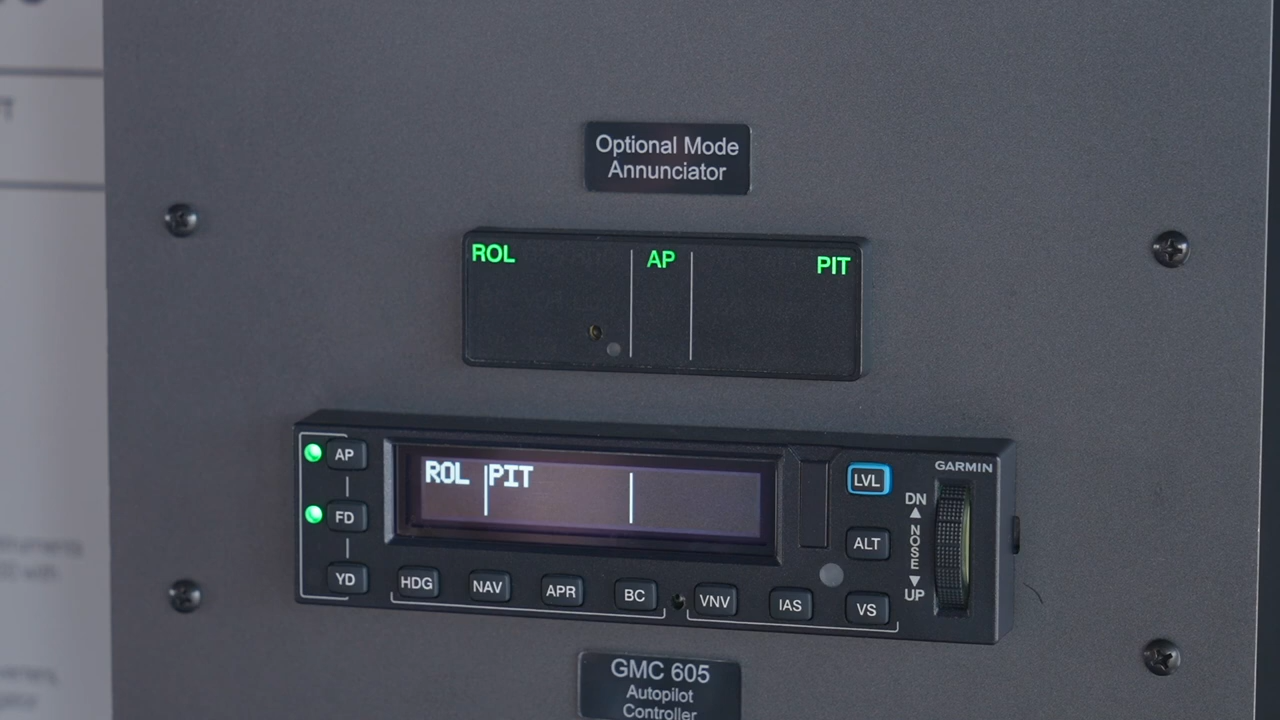 Optional Mode
Annunciator
ROL AP PIT
GARMIN
AP
ROL PIT
LVL
DN
NOSE
UP
FD
ALT
YD
HDG NAV APR BC VNV IAS VS
GMC 605
Autopilot
Controller